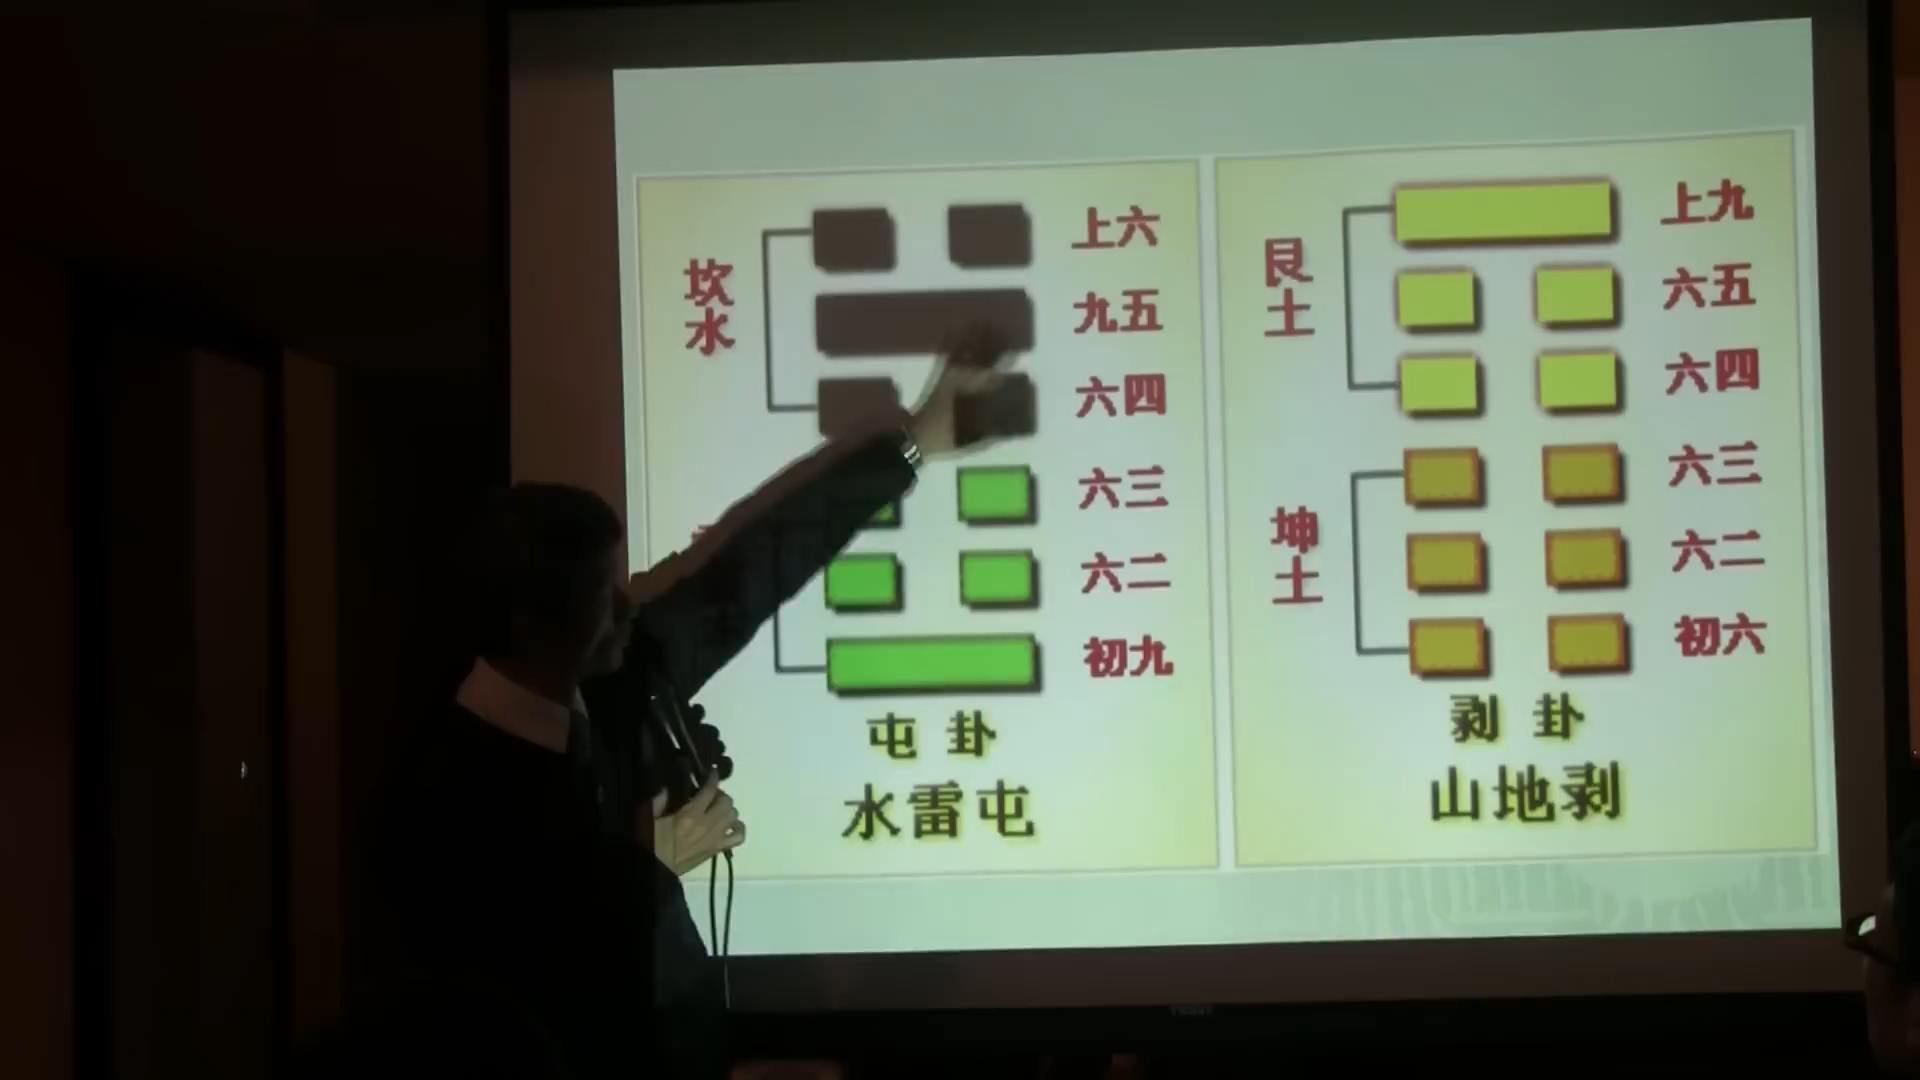 坎水
上六
九五
六四
六三
六二
初九
屯卦
水雷屯
艮土
上九
六五
六四
坤土
六三
六二
初六
剥卦
山地剥